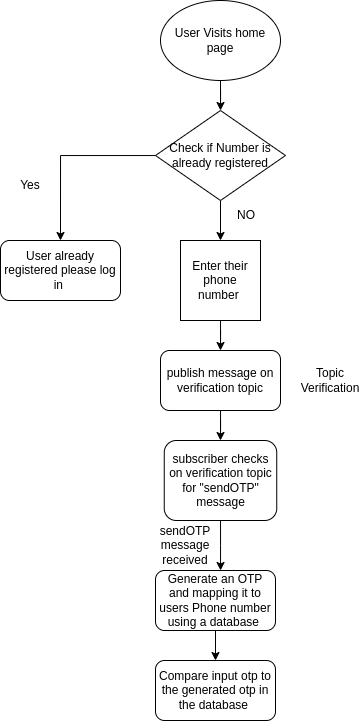 User Visits home
page
Check if Number is
already registered
Yes
NO
User already
registered please log
in
Enter their
phone
number
publish message on
verification topic
Topic
Verification
subscriber checks
on verification topic
for "sendOTP"
message
sendOTP
message
received
Generate an OTP
and mapping it to
users Phone number
using a database
Compare input otp to
the generated otp in
the database